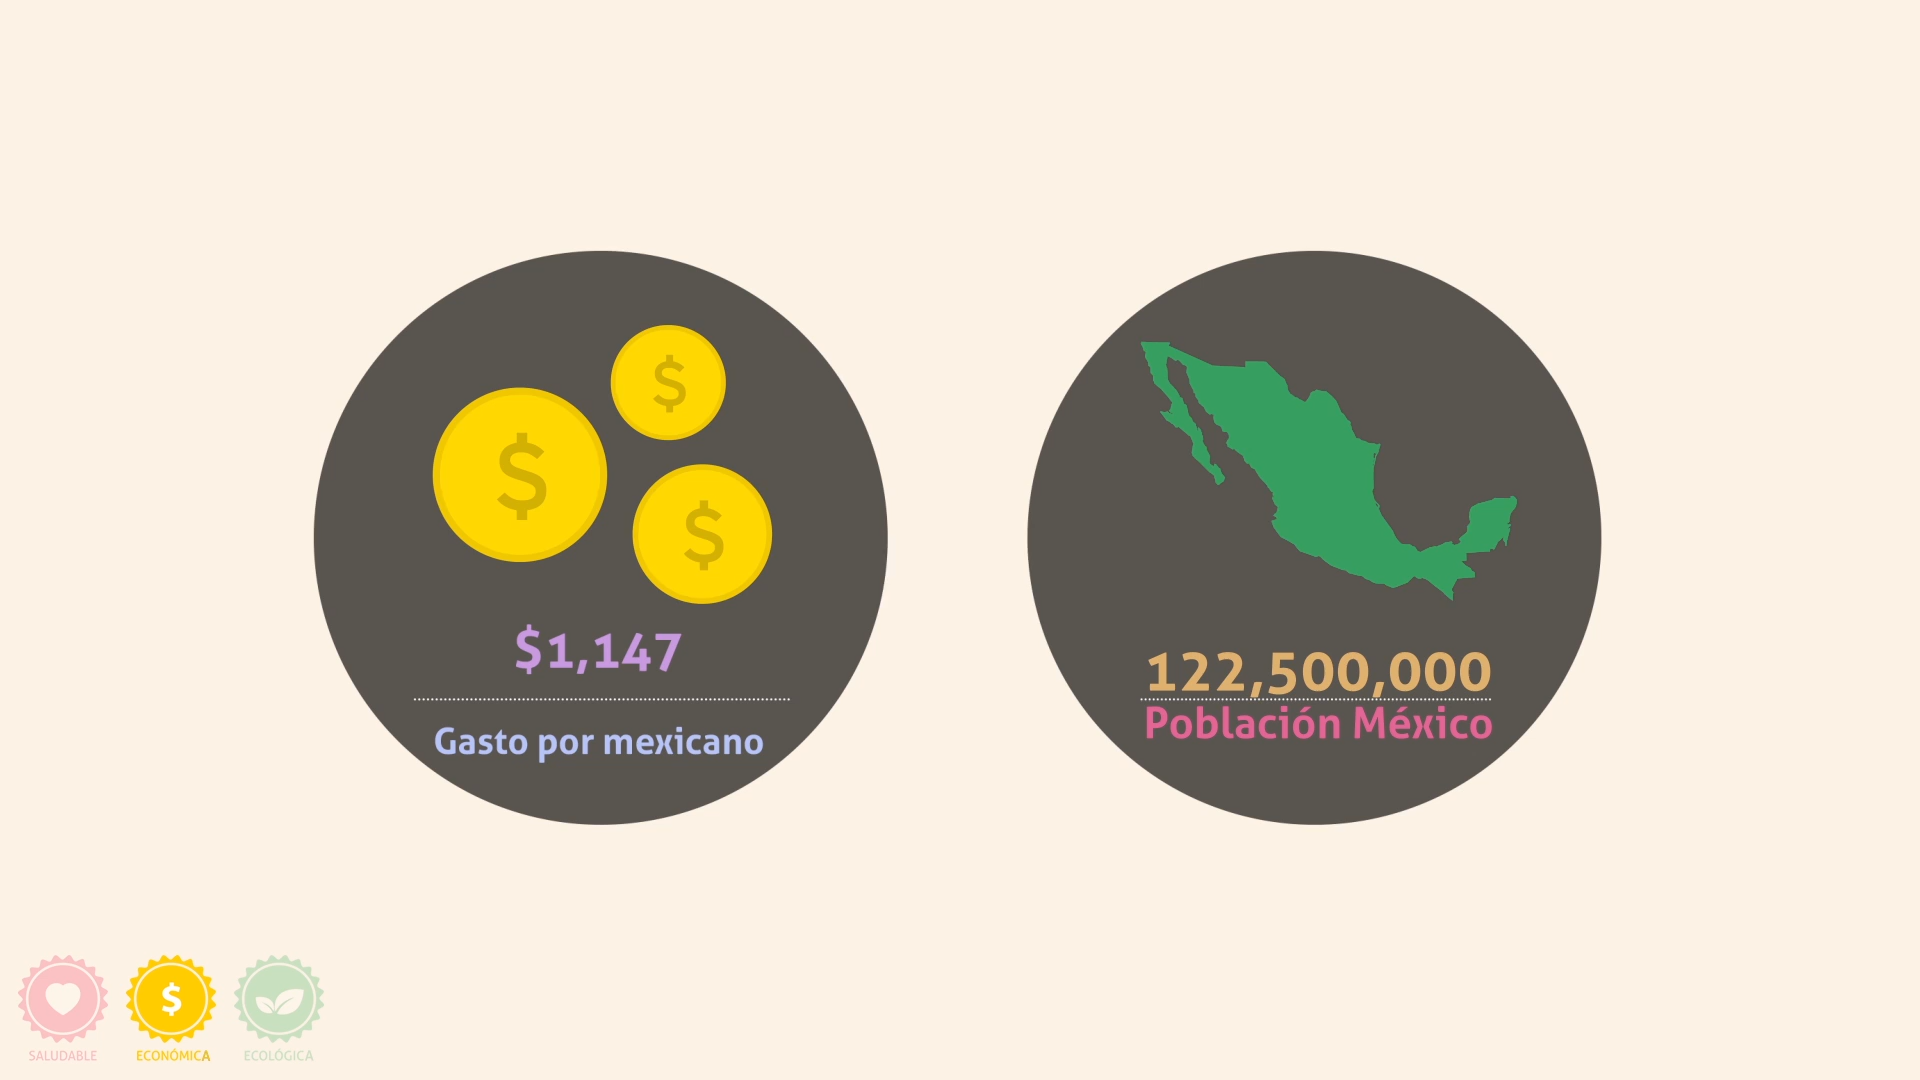 $1,147
Gasto por mexicano
122,500,000
Población México
SALUDABLE
ECONÓMICA
ECOLÓGICA